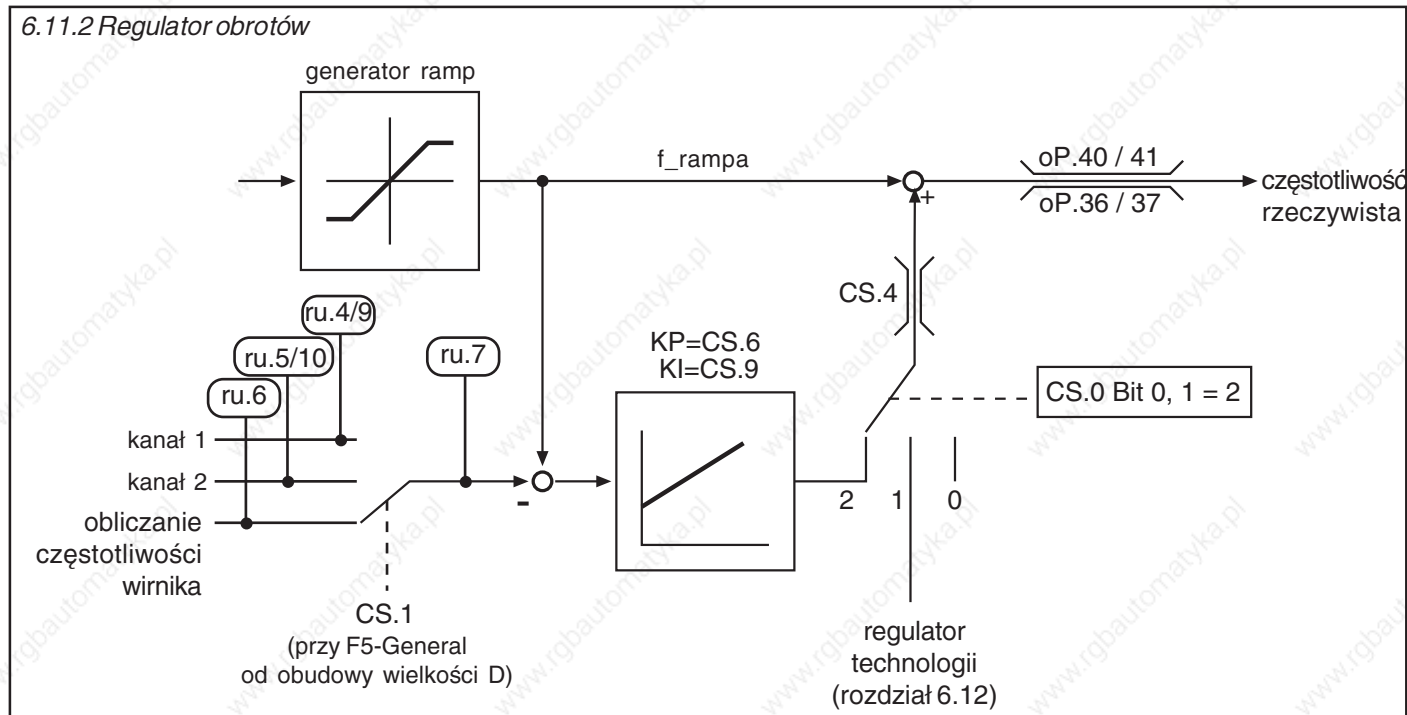 6.11.2 Regulator obrotów
generator ramp
f_rampa
oP.40 / 41
oP.36 / 37
częstotliwość
rzeczywista
+
CS.4
ru.4/9
ru.5/10
ru.6
ru.7
KP=CS.6
KI=CS.9
CS.0 Bit 0, 1 = 2
kanał 1
kanał 2
obliczanie
częstotliwości
wirnika
-
2
1
0
CS.1
(przy F5-General
od obudowy wielkości D)
regulator
technologii
(rozdział 6.12)
www.rgbautomatyka.pl